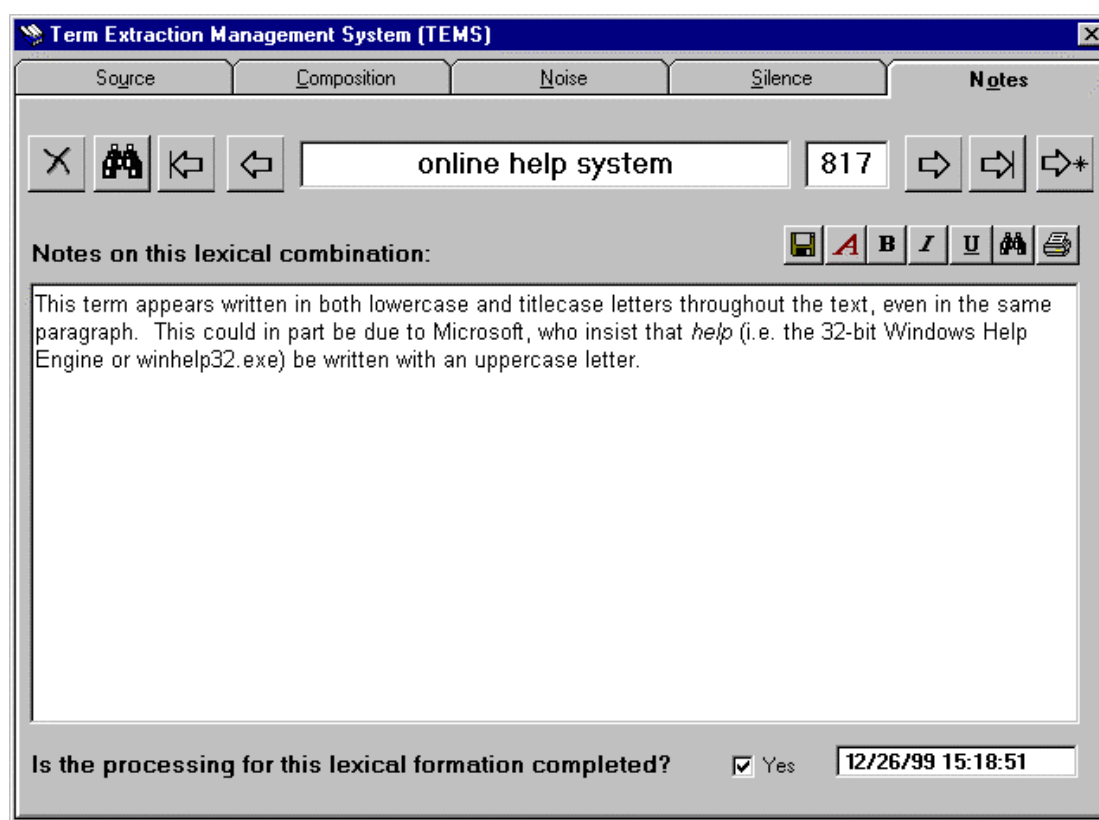 Term Extraction Management System (TEMS)
Source Composition Noise Silence Notes
online help system 817
Notes on this lexical combination:
A B I U
This term appears written in both lowercase and titlecase letters throughout the text, even in the same
paragraph. This could in part be due to Microsoft, who insist that help (i.e. the 32-bit Windows Help
Engine or winhelp32.exe) be written with an uppercase letter.
Is the processing for this lexical formation completed? Yes 12/26/99 15:18:51